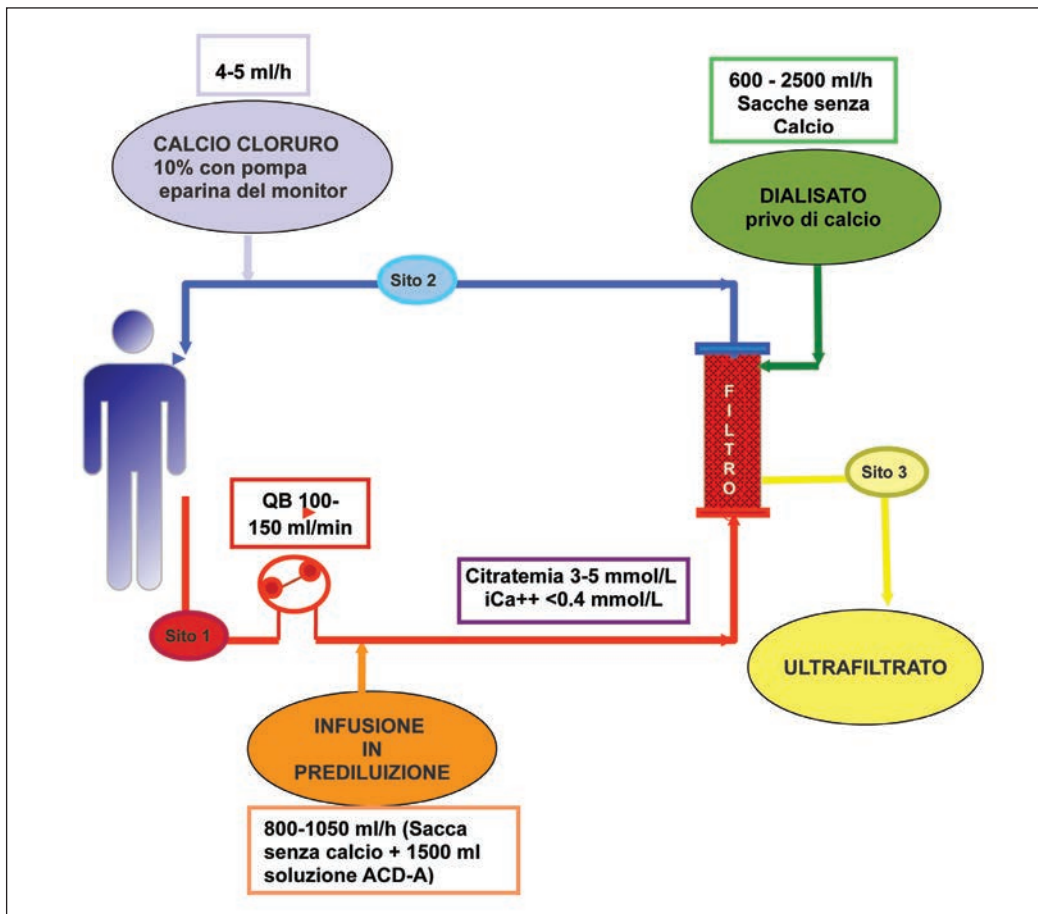 4-5 ml/h
CALCIO CLORURO
10% con pompa
eparina del monitor
600 - 2500 ml/h
Sacche senza
Calcio
DIALISATO
privo di calcio
Sito 2
FILTRO
Sito 3
QB 100-
150 ml/min
Citratemia 3-5 mmol/L
iCa++ <0.4 mmol/L
Sito 1
ULTRAFILTRATO
INFUSIONE
IN
PREDILUIZIONE
800-1050 ml/h (Sacca
senza calcio + 1500 ml
soluzione ACD-A)